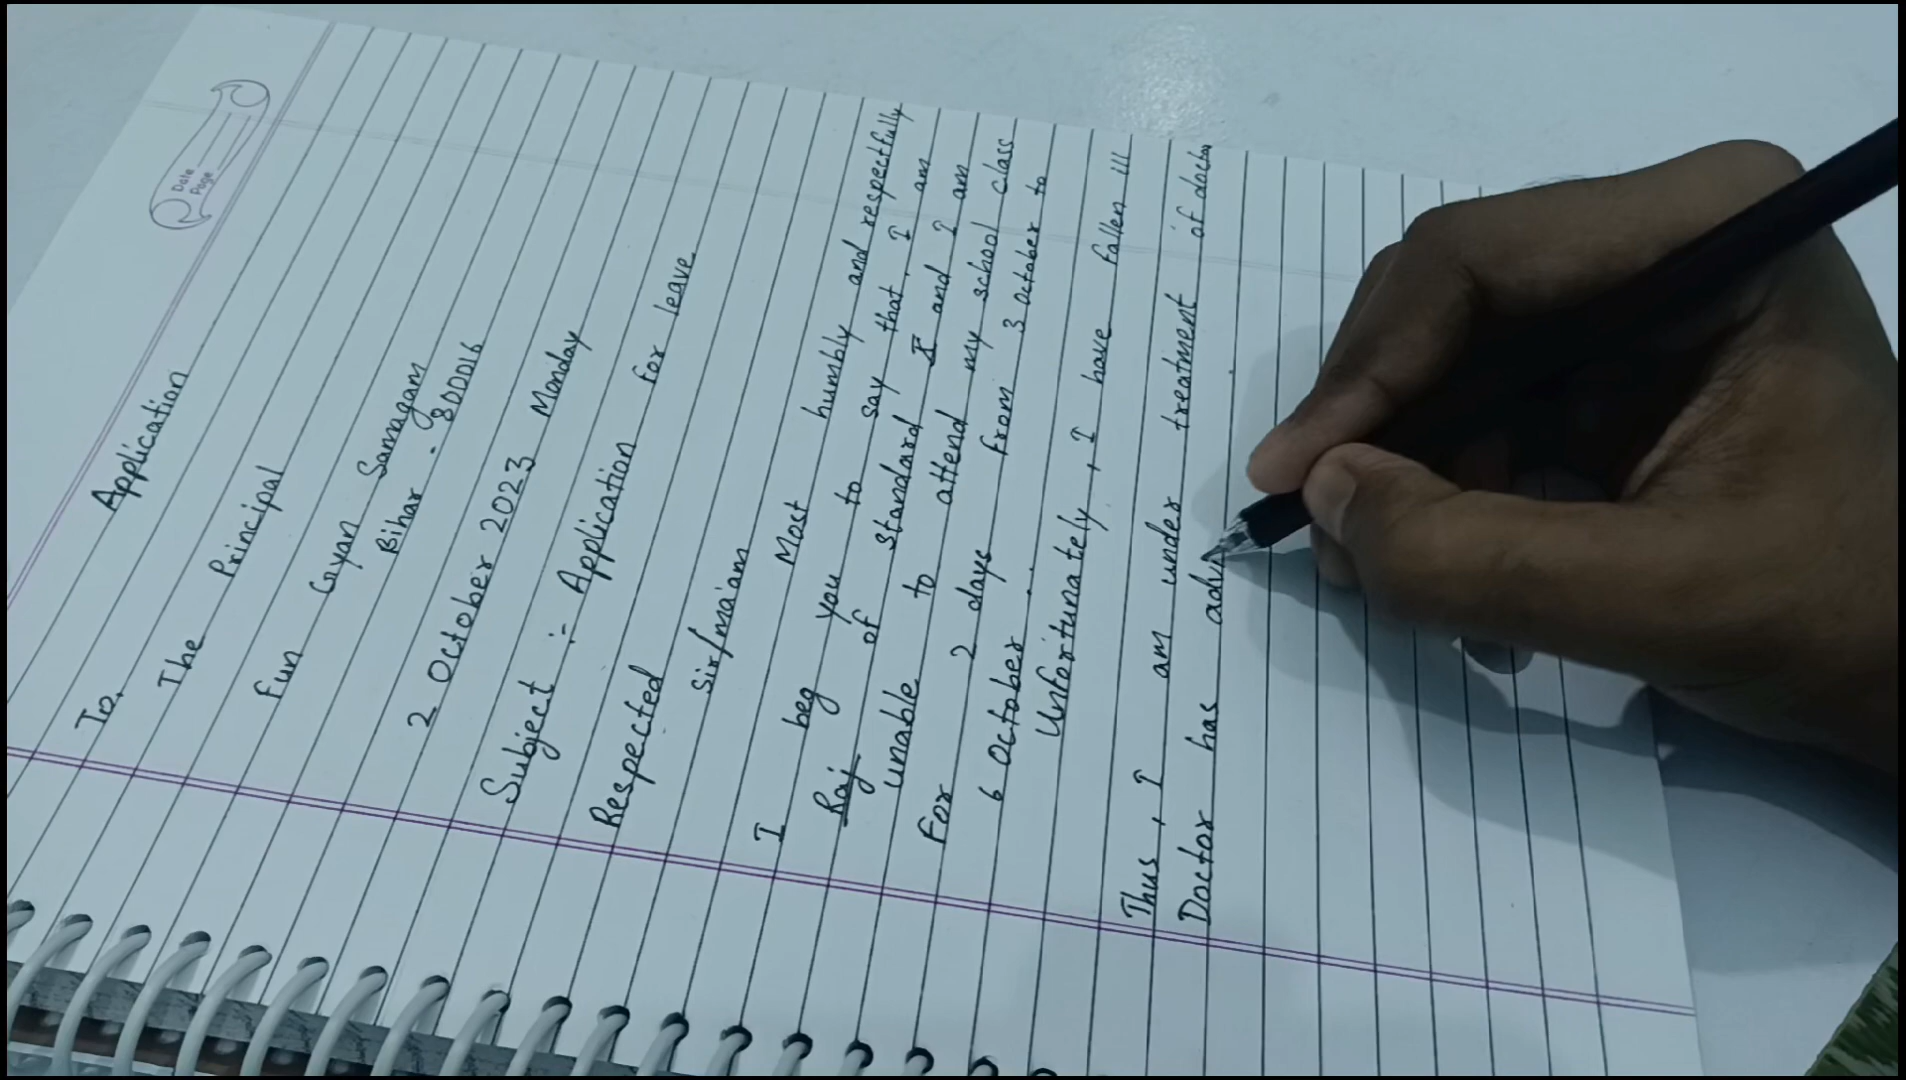 Date
Page
Application
To,
The Principal
Fun Gyan Samagam
Bihar - 800016
2 October 2023 Monday
Subject :- Application for leave
Respected
Sir/ma'am
I Most humbly and respectfully
beg you to say that, I am
Raj of standard X and I am
unable to attend my school class
For 2 days from 3 October to
6 October.
Unfortunately, I have fallen ill
Thus, I am under treatment of doctor
Doctor has advi